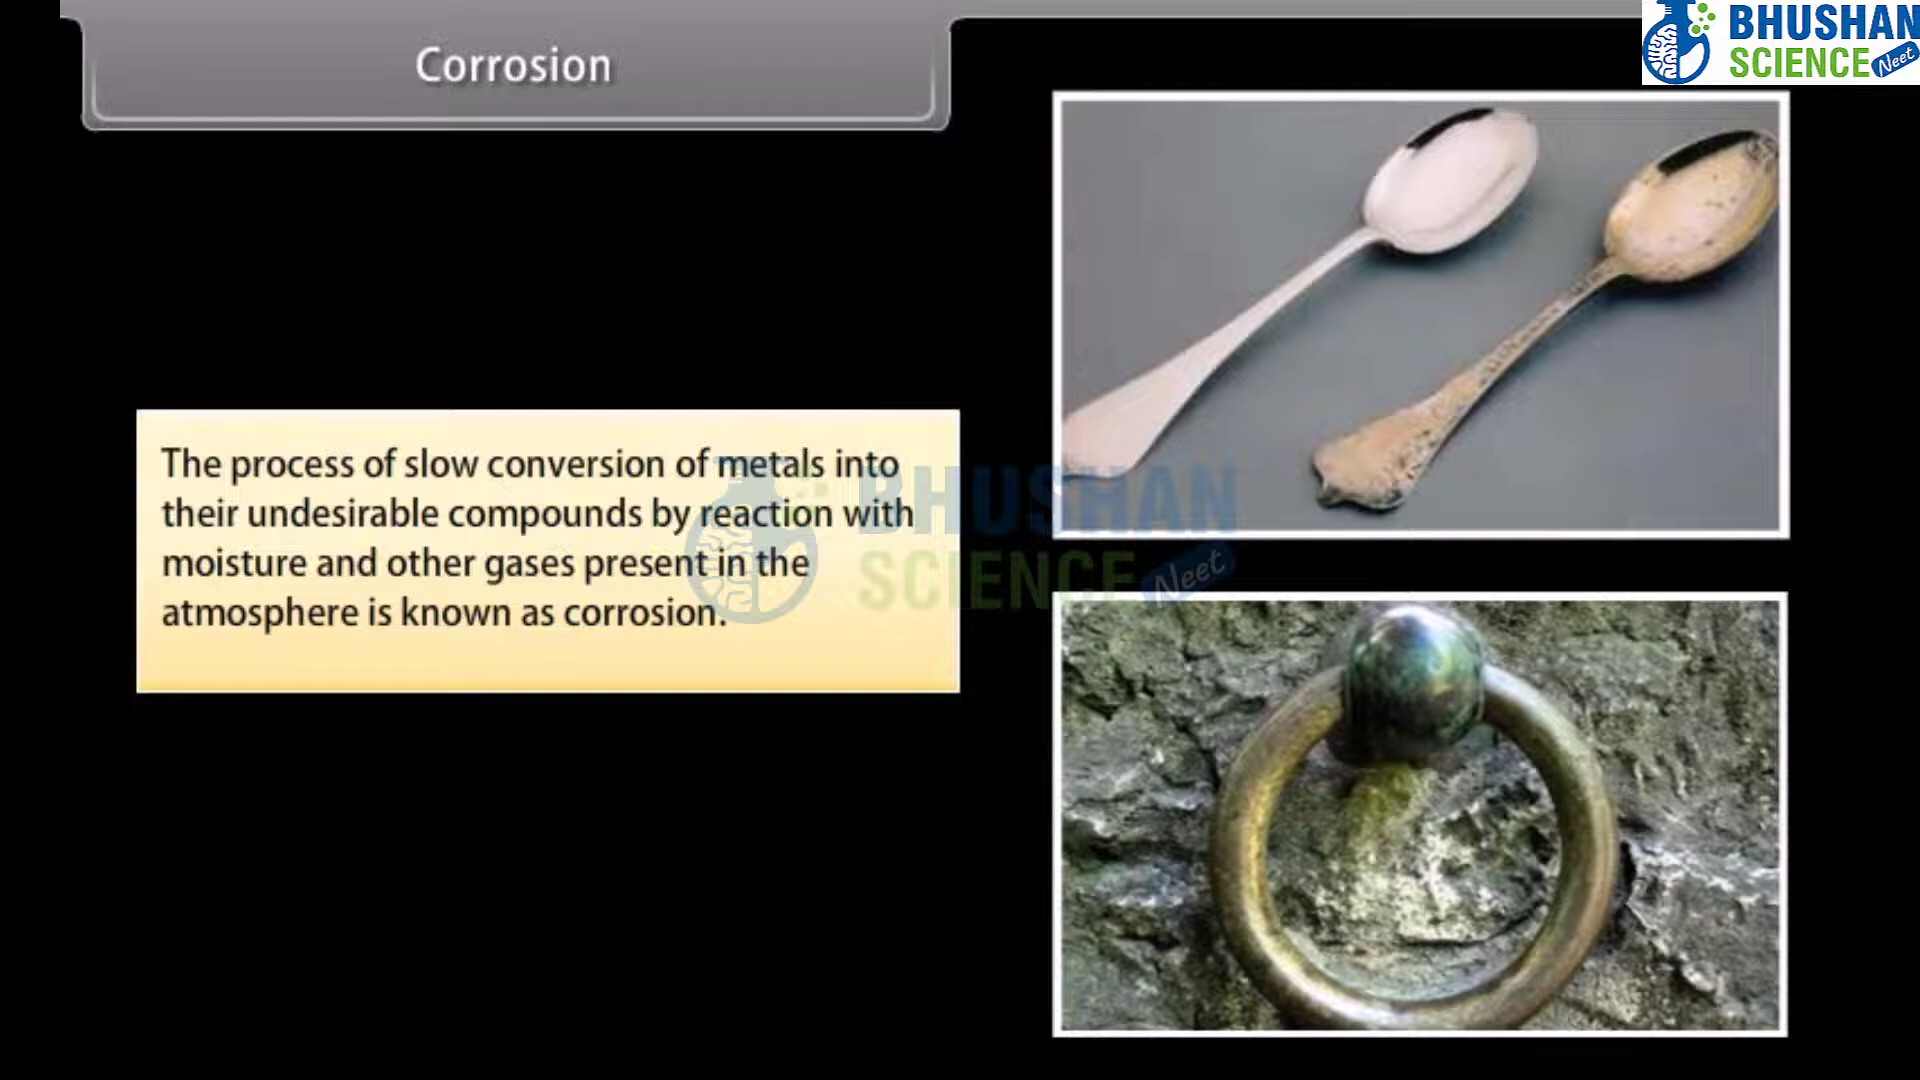 Corrosion
BHUSHAN
SCIENCE Neet
The process of slow conversion of metals into
their undesirable compounds by reaction with
moisture and other gases present in the
atmosphere is known as corrosion.
BHUSHAN
SCIENCE Neet